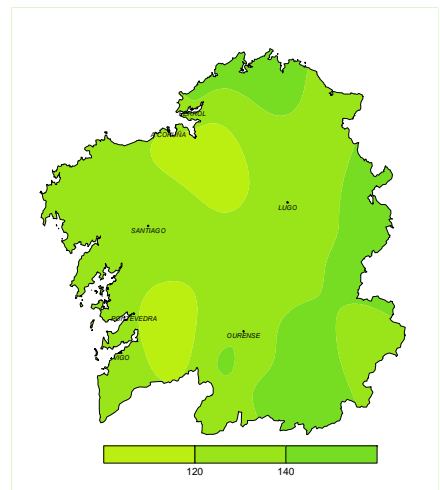 FERROL
A CORUÑA
LUGO
SANTIAGO
PONTEVEDRA
OURENSE
VIGO
120 140